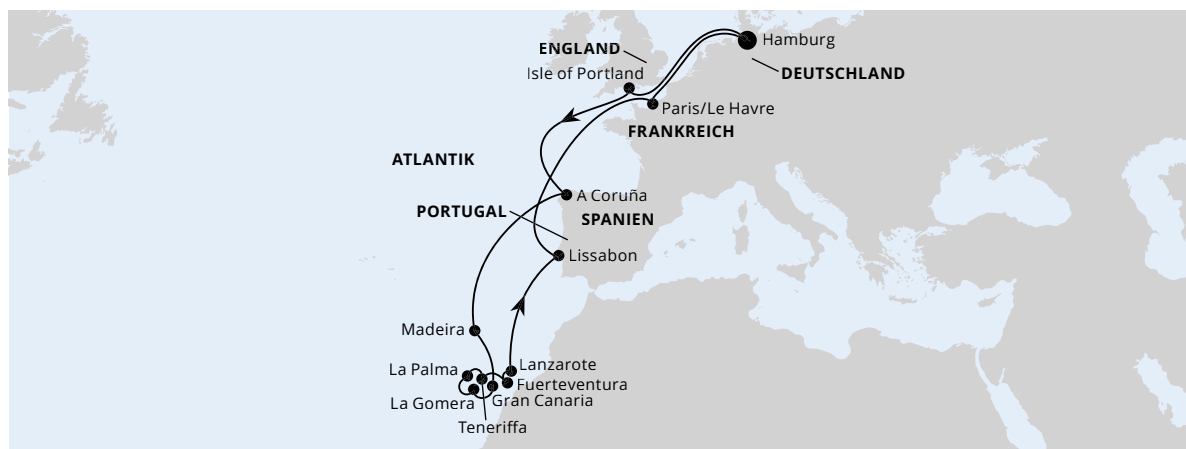 Hamburg
ENGLAND
Isle of Portland
DEUTSCHLAND
Paris/Le Havre
FRANKREICH
ATLANTIK
A Coruña
PORTUGAL
SPANIEN
Lissabon
Madeira
Lanzarote
La Palma
Fuerteventura
La Gomera
Gran Canaria
Teneriffa